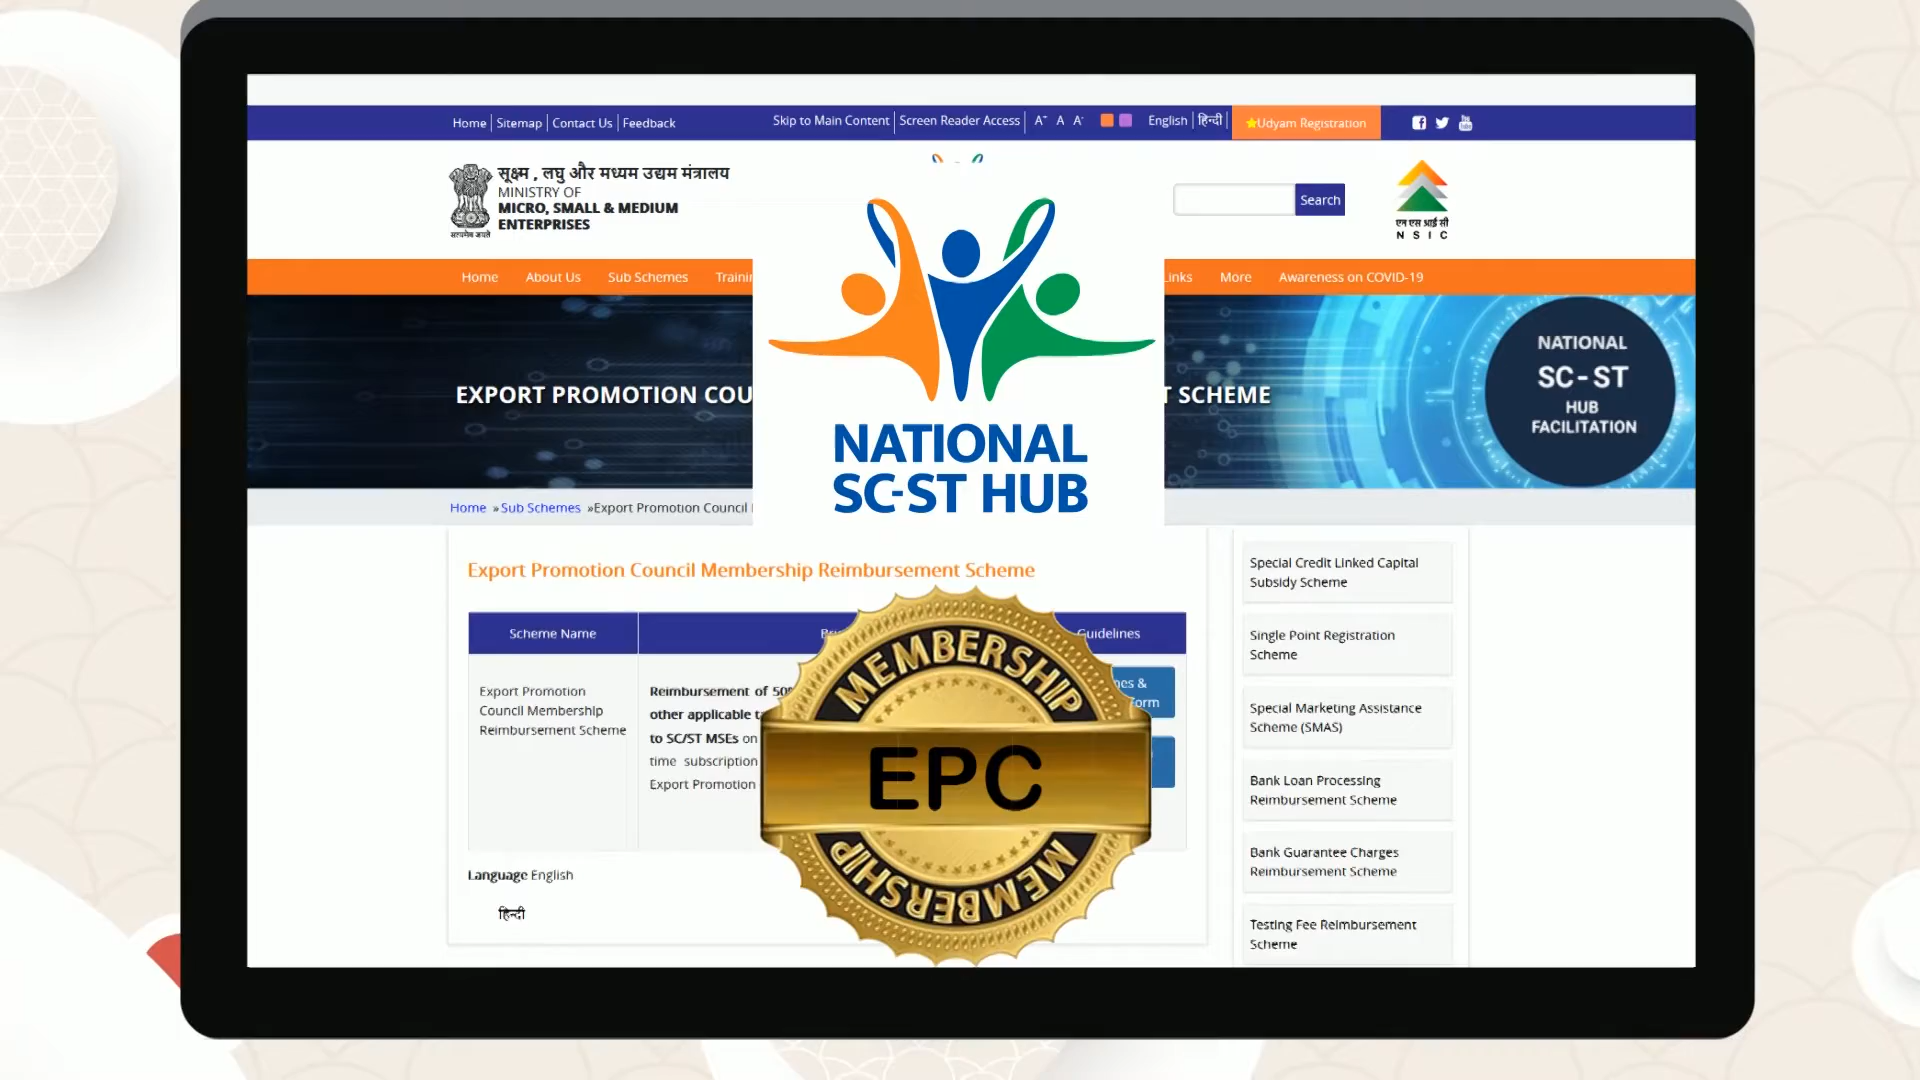 Home Sitemap Contact Us Feedback
Skip to Main Content Screen Reader Access A+ A A- English हिन्दी Udyam Registration
सूक्ष्म , लघु और मध्यम उद्यम मंत्रालय
MINISTRY OF
MICRO, SMALL & MEDIUM
ENTERPRISES
सत्यमेव जयते
Search
एन एस आई सी
N S I C
Home About Us Sub Schemes More Awareness on COVID-19
EXPORT PROMOTION SCHEME
NATIONAL
SC-ST
HUB
FACILITATION
NATIONAL
SC-ST HUB
Home »Sub Schemes »Export Promotion Council
Export Promotion Council Membership Reimbursement Scheme
Scheme Name Guidelines
Export Promotion
Council Membership
Reimbursement Scheme
Reimbursement of
other applicable
to SC/ST MSEs on
time subscription
Export Promotion
MEMBERSHIP
EPC
MEMBERSHIP
Language English
हिन्दी
Special Credit Linked Capital
Subsidy Scheme
Single Point Registration
Scheme
Special Marketing Assistance
Scheme (SMAS)
Bank Loan Processing
Reimbursement Scheme
Bank Guarantee Charges
Reimbursement Scheme
Testing Fee Reimbursement
Scheme